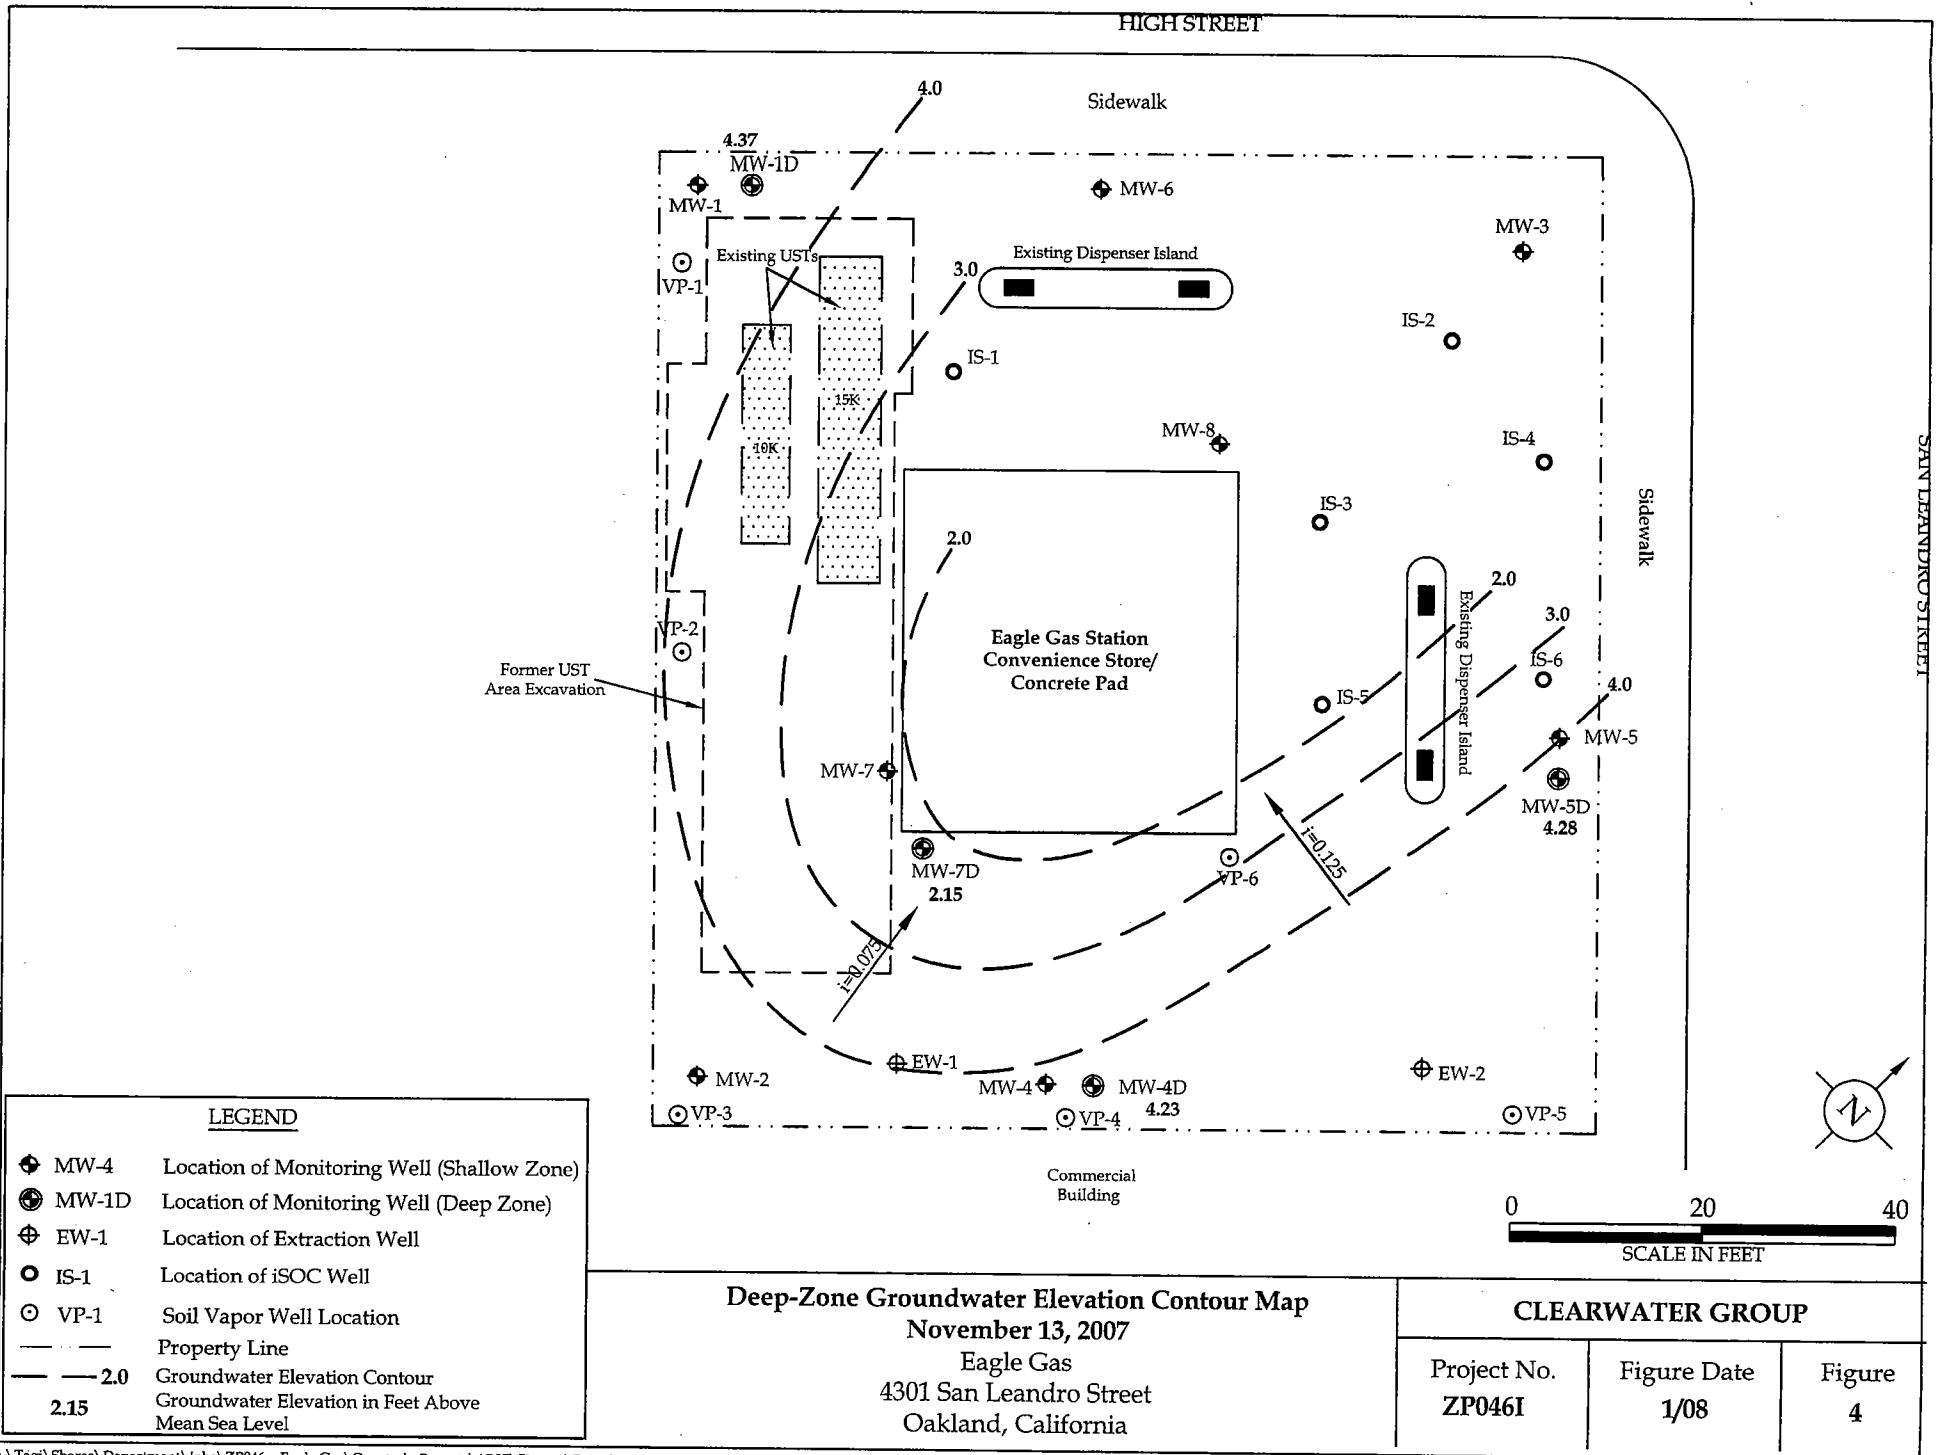 HIGH STREET
4.0
Sidewalk
4.37
MW-1D
MW-1
MW-6
MW-3
Existing USTs
Existing Dispenser Island
3.0
VP-1
IS-2
IS-1
15K
MW-8
IS-4
10K
SAN LEANDRO STREET
Sidewalk
IS-3
2.0
2.0
3.0
VP-2
Eagle Gas Station
Convenience Store/
Concrete Pad
Existing Dispenser Island
IS-6
Former UST
Area Excavation
4.0
IS-5
MW-5
MW-7
MW-5D
4.28
i=0.125
MW-7D
2.15
VP-6
i=0.075
EW-1
MW-2
MW-4
MW-4D
4.23
EW-2
VP-3
VP-4
VP-5
N
Commercial
Building
0 20 40
SCALE IN FEET
LEGEND
MW-4 Location of Monitoring Well (Shallow Zone)
MW-1D Location of Monitoring Well (Deep Zone)
EW-1 Location of Extraction Well
IS-1 Location of iSOC Well
VP-1 Soil Vapor Well Location
Property Line
2.0 Groundwater Elevation Contour
2.15 Groundwater Elevation in Feet Above
Mean Sea Level
Deep-Zone Groundwater Elevation Contour Map
November 13, 2007
Eagle Gas
4301 San Leandro Street
Oakland, California
CLEARWATER GROUP
Project No.
ZP046I
Figure Date
1/08
Figure
4